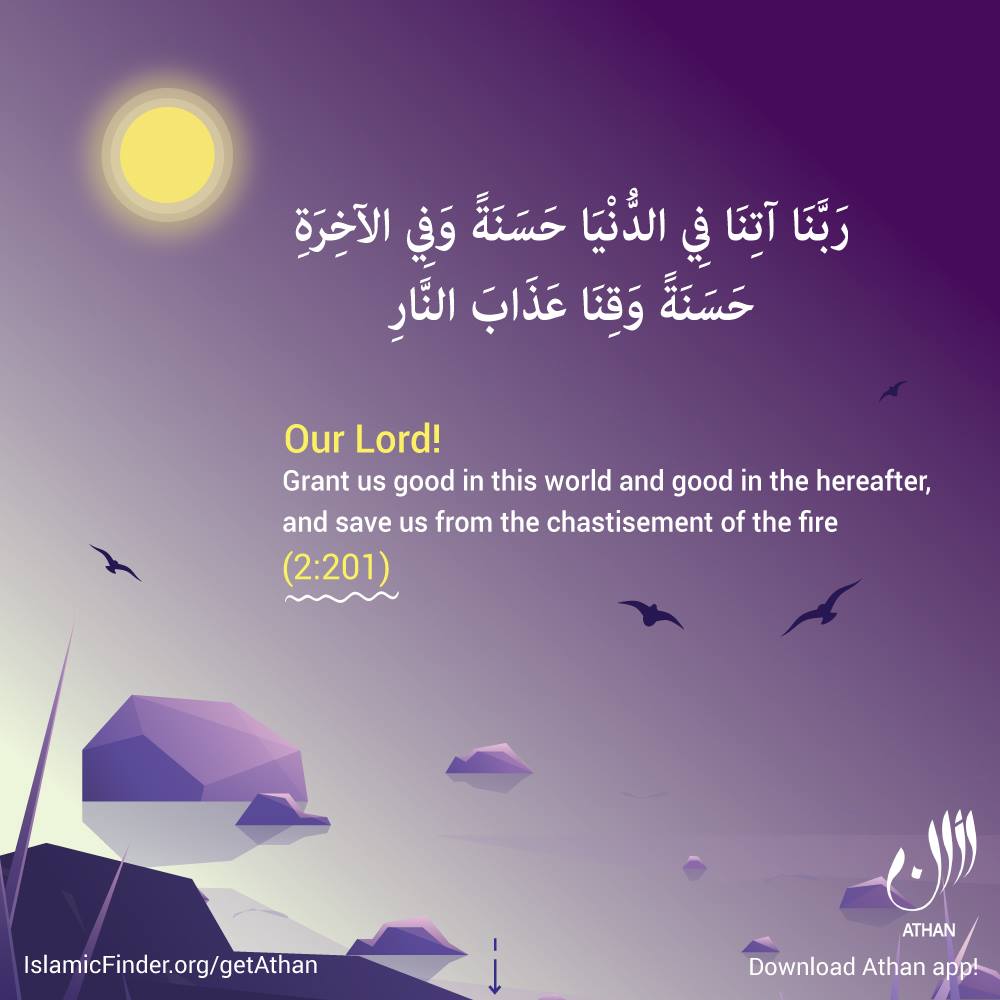 رَبَّنَا آتِنَا فِي الدُّنْيَا حَسَنَةً وَفِي الآخِرَةِ
حَسَنَةً وَقِنَا عَذَابَ النَّارِ
Our Lord!
Grant us good in this world and good in the hereafter,
and save us from the chastisement of the fire
(2:201)
أذان
ATHAN
IslamicFinder.org/getAthan
Download Athan app!